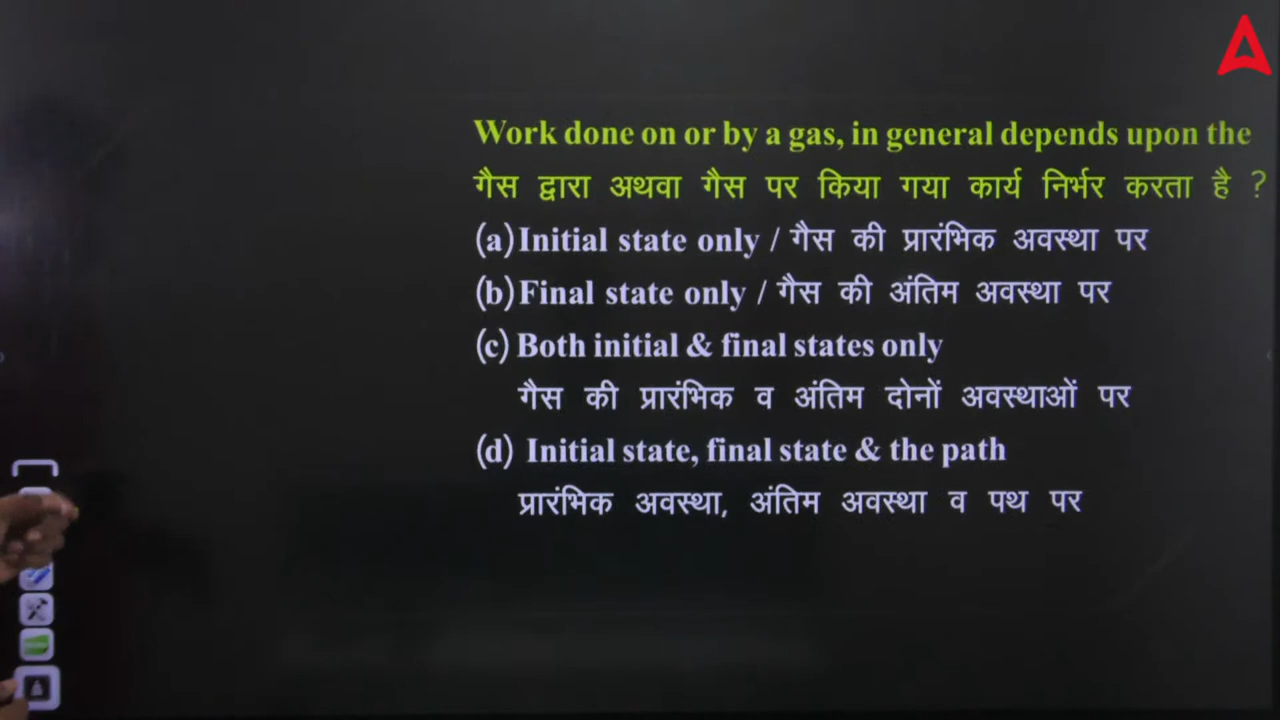 Work done on or by a gas, in general depends upon the
गैस द्वारा अथवा गैस पर किया गया कार्य निर्भर करता है ?
(a) Initial state only / गैस की प्रारंभिक अवस्था पर
(b) Final state only / गैस की अंतिम अवस्था पर
(c) Both initial & final states only
गैस की प्रारंभिक व अंतिम दोनों अवस्थाओं पर
(d) Initial state, final state & the path
प्रारंभिक अवस्था, अंतिम अवस्था व पथ पर